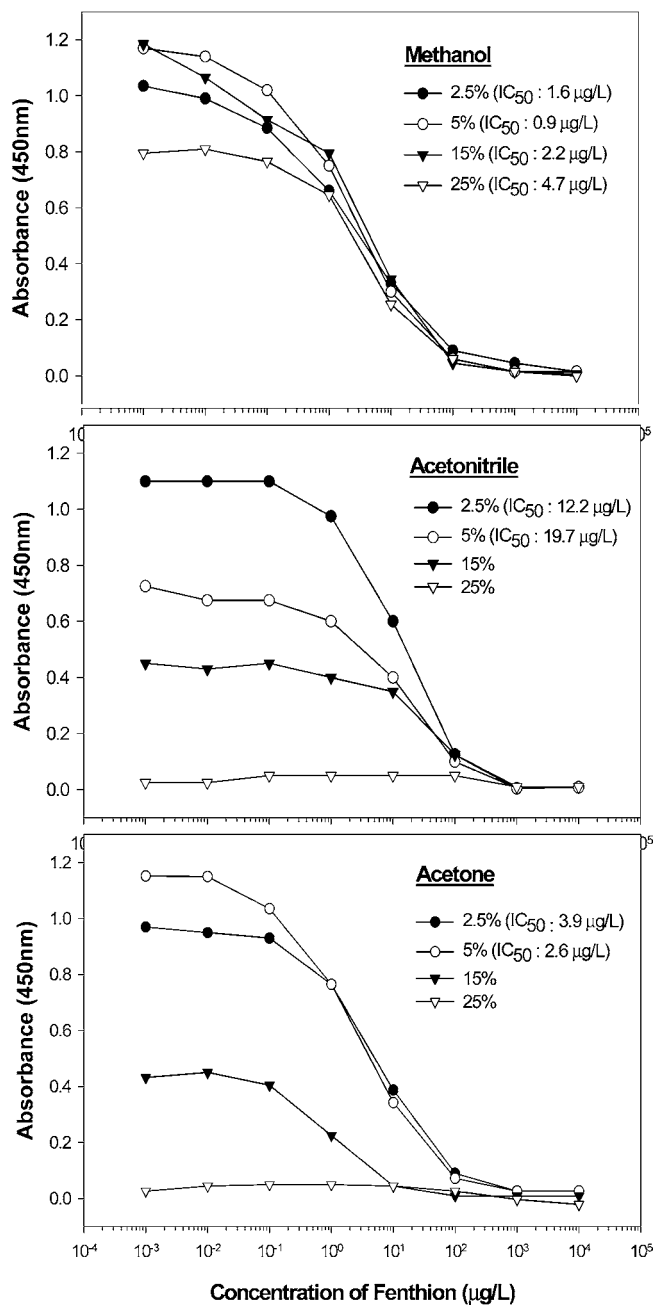 Methanol
2.5% (IC50 : 1.6 µg/L)
5% (IC50 : 0.9 µg/L)
15% (IC50 : 2.2 µg/L)
25% (IC50 : 4.7 µg/L)
Absorbance (450nm)
1.2
1.0
0.8
0.6
0.4
0.2
0.0
10
5
Acetonitrile
2.5% (IC50 : 12.2 µg/L)
5% (IC50 : 19.7 µg/L)
15%
25%
Absorbance (450nm)
1.2
1.0
0.8
0.6
0.4
0.2
0.0
10
5
Acetone
2.5% (IC50 : 3.9 µg/L)
5% (IC50 : 2.6 µg/L)
15%
25%
Absorbance (450nm)
1.2
1.0
0.8
0.6
0.4
0.2
0.0
10-4 10-3 10-2 10-1 100 101 102 103 104 105
Concentration of Fenthion (µg/L)